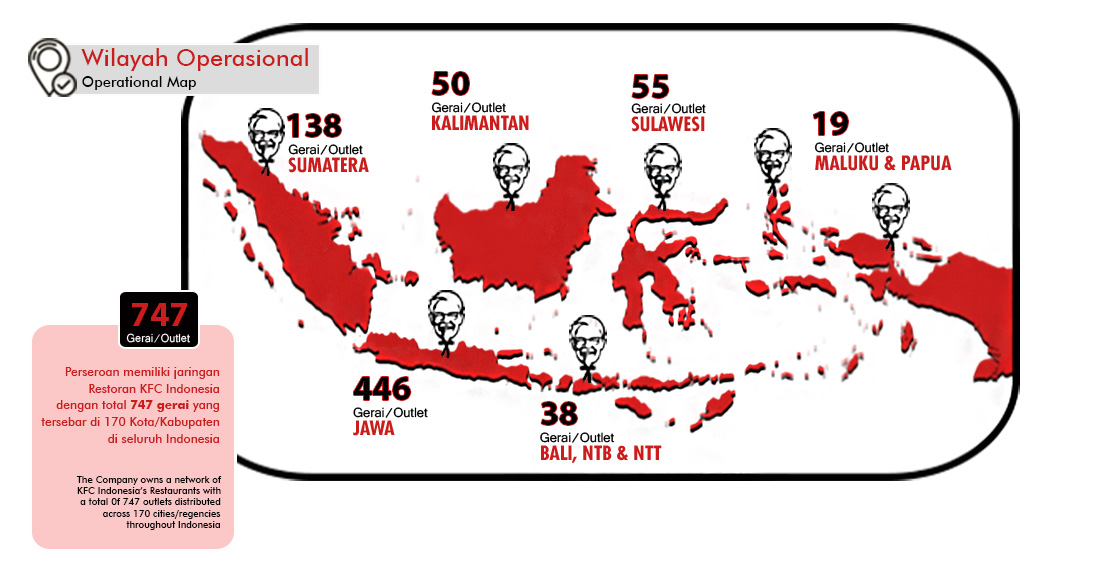 Wilayah Operasional
Operational Map
138
Gerai/Outlet
SUMATERA
50
Gerai/Outlet
KALIMANTAN
55
Gerai/Outlet
SULAWESI
19
Gerai/Outlet
MALUKU & PAPUA
446
Gerai/Outlet
JAWA
38
Gerai/Outlet
BALI, NTB & NTT
747
Gerai/Outlet
Perseroan memiliki jaringan
Restoran KFC Indonesia
dengan total 747 gerai yang
tersebar di 170 Kota/Kabupaten
di seluruh Indonesia
The Company owns a network of
KFC Indonesia's Restaurants with
a total 0f 747 outlets distributed
across 170 cities/regencies
throughout Indonesia